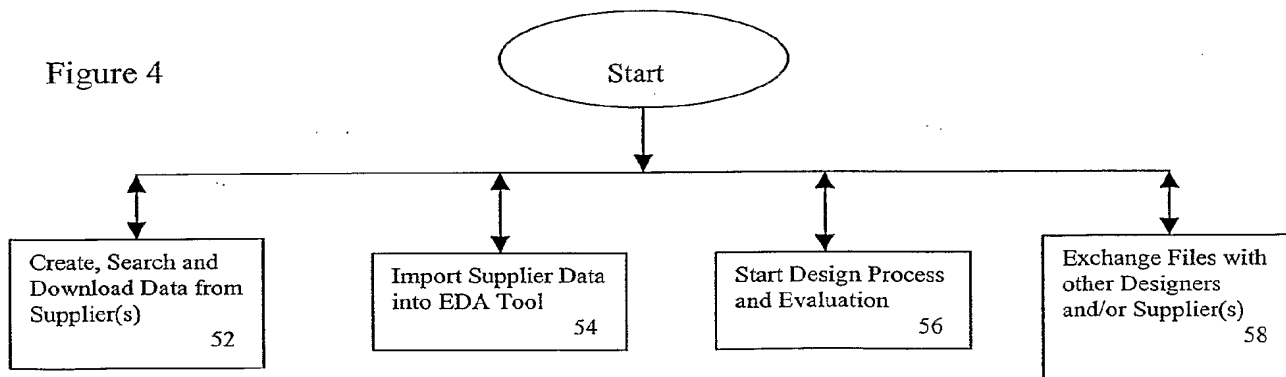 Figure 4
Start
Create, Search and
Download Data from
Supplier(s)
52
Import Supplier Data
into EDA Tool
54
Start Design Process
and Evaluation
56
Exchange Files with
other Designers
and/or Supplier(s)
58